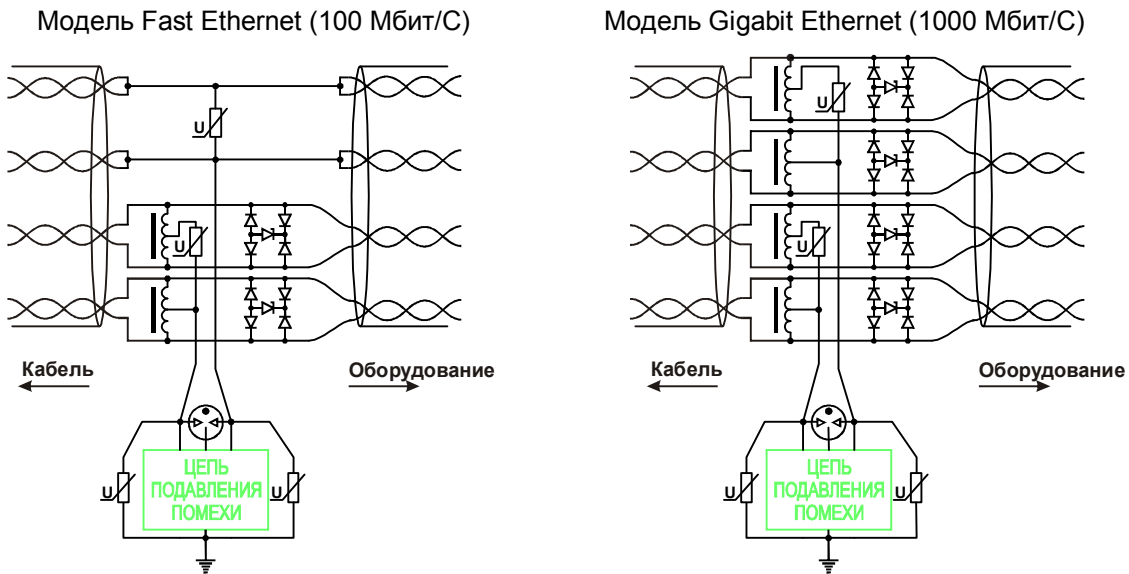 Модель Fast Ethernet (100 Мбит/С)
Модель Gigabit Ethernet (1000 Мбит/С)
U
U
U
U
Кабель
Оборудование
Кабель
Оборудование
ЦЕПЬ
ПОДАВЛЕНИЯ
ПОМЕХИ
U
U
ЦЕПЬ
ПОДАВЛЕНИЯ
ПОМЕХИ
U
U